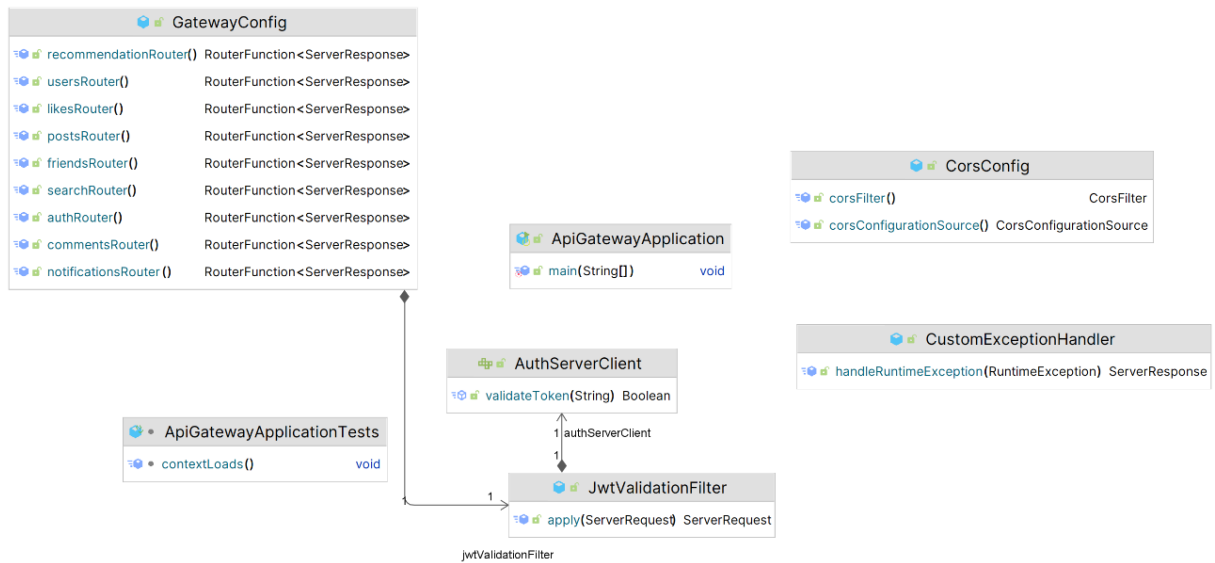 GatewayConfig
recommendationRouter() RouterFunction<ServerResponse>
usersRouter() RouterFunction<ServerResponse>
likesRouter() RouterFunction<ServerResponse>
postsRouter() RouterFunction<ServerResponse>
friendsRouter() RouterFunction<ServerResponse>
searchRouter() RouterFunction<ServerResponse>
authRouter() RouterFunction<ServerResponse>
commentsRouter() RouterFunction<ServerResponse>
notificationsRouter() RouterFunction<ServerResponse>
CorsConfig
corsFilter() CorsFilter
corsConfigurationSource() CorsConfigurationSource
ApiGatewayApplication
main(String[]) void
CustomExceptionHandler
handleRuntimeException(RuntimeException) ServerResponse
AuthServerClient
validateToken(String) Boolean
1 authServerClient
1
ApiGatewayApplicationTests
contextLoads() void
JwtValidationFilter
apply(ServerRequest) ServerRequest
1 1
jwtValidationFilter